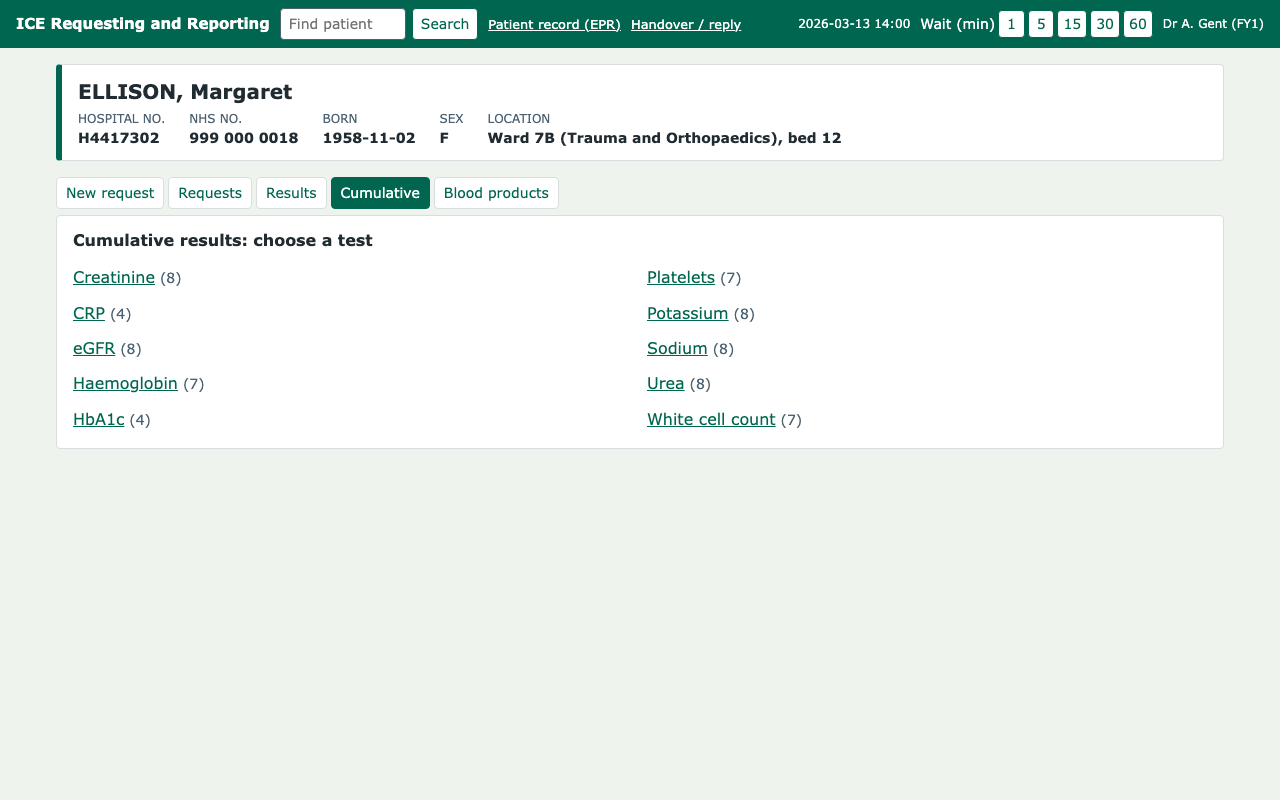 ICE Requesting and Reporting Find patient Search Patient record (EPR) Handover / reply 2026-03-13 14:00 Wait (min) 1 5 15 30 60 Dr A. Gent (FY1)
ELLISON, Margaret
HOSPITAL NO. NHS NO. BORN SEX LOCATION
H4417302 999 000 0018 1958-11-02 F Ward 7B (Trauma and Orthopaedics), bed 12
New request Requests Results Cumulative Blood products
Cumulative results: choose a test
Creatinine (8) Platelets (7)
CRP (4) Potassium (8)
eGFR (8) Sodium (8)
Haemoglobin (7) Urea (8)
HbA1c (4) White cell count (7)